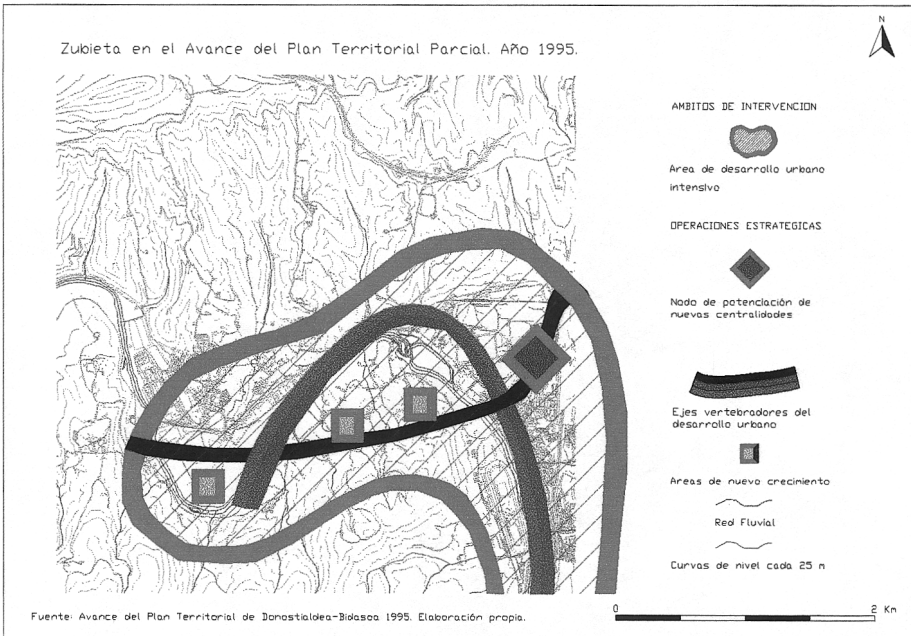 N
Zubieta en el Avance del Plan Territorial Parcial. Año 1995.
AMBITOS DE INTERVENCION
Area de desarrollo urbano
intensivo
OPERACIONES ESTRATEGICAS
Nodo de potenciación de
nuevas centralidades
Ejes vertebradores del
desarrollo urbano
Areas de nuevo crecimiento
Red Fluvial
Curvas de nivel cada 25 m
0 2 Km
Fuente: Avance del Plan Territorial de Donostialdea-Bidasoa 1995. Elaboración propia.